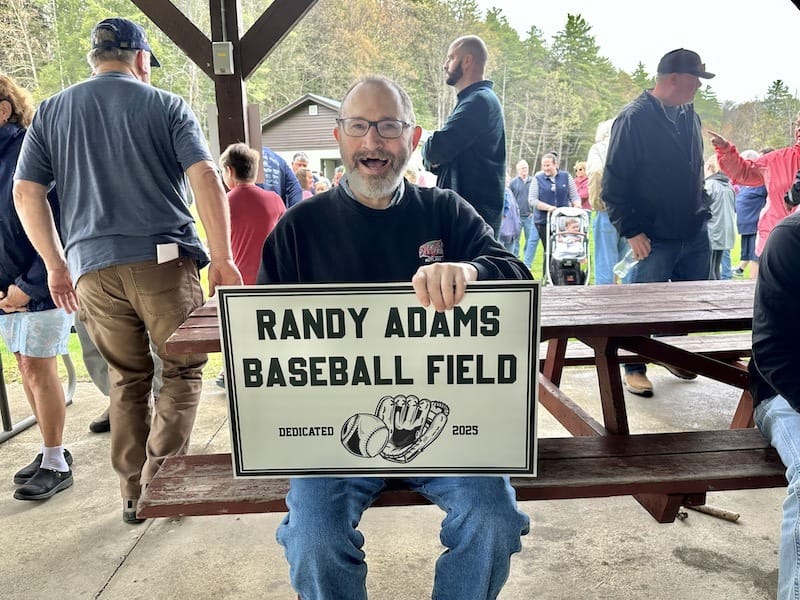 RANDY ADAMS
BASEBALL FIELD
DEDICATED 2025